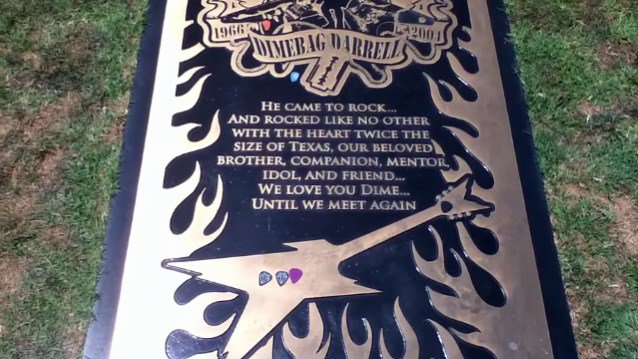 1966 2004
DIMEBAG DARRELL
HE CAME TO ROCK...
AND ROCKED LIKE NO OTHER
WITH THE HEART TWICE THE
SIZE OF TEXAS, OUR BELOVED
BROTHER, COMPANION, MENTOR,
IDOL, AND FRIEND...
WE LOVE YOU DIME...
UNTIL WE MEET AGAIN